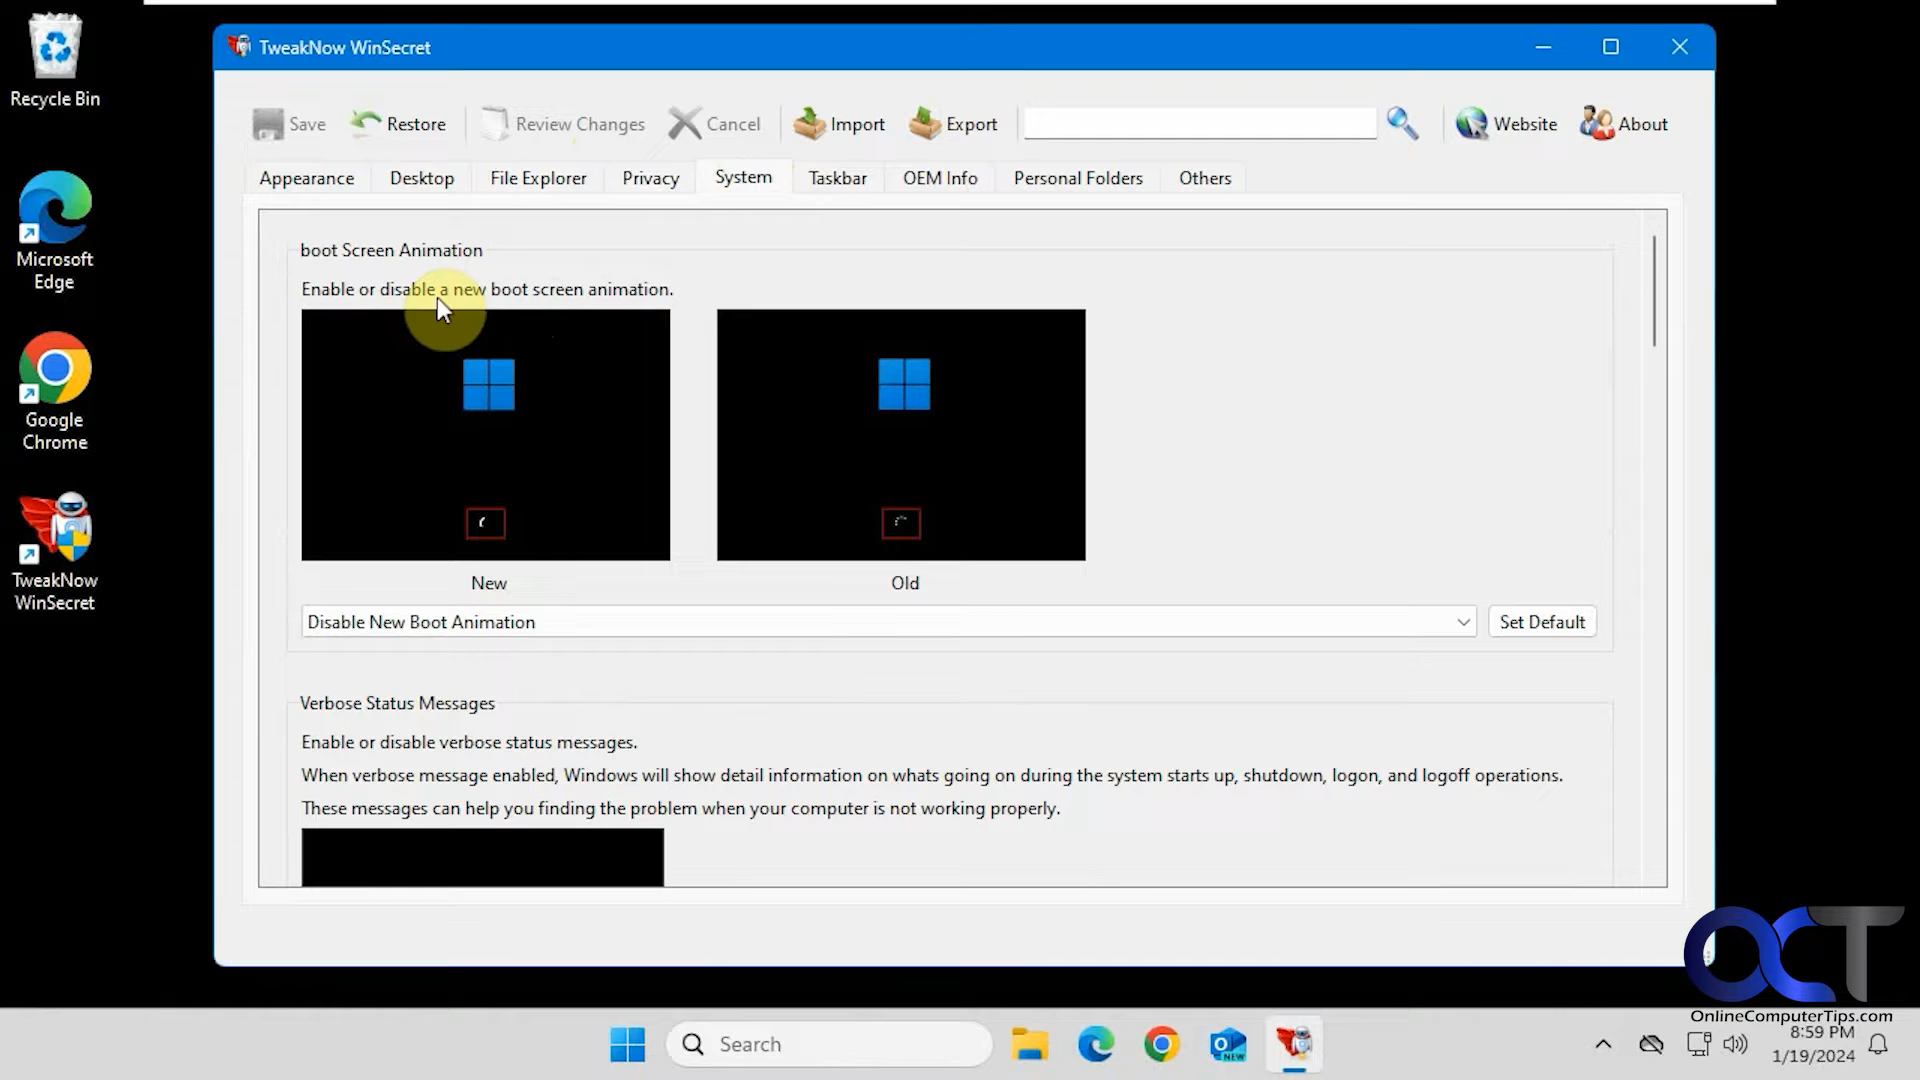 Recycle Bin
Microsoft
Edge
Google
Chrome
TweakNow
WinSecret
TweakNow WinSecret
Save Restore Review Changes Cancel Import Export Website About
Appearance Desktop File Explorer Privacy System Taskbar OEM Info Personal Folders Others
boot Screen Animation
Enable or disable a new boot screen animation.
New Old
Disable New Boot Animation Set Default
Verbose Status Messages
Enable or disable verbose status messages.
When verbose message enabled, Windows will show detail information on whats going on during the system starts up, shutdown, logon, and logoff operations.
These messages can help you finding the problem when your computer is not working properly.
OCT
OnlineComputerTips.com
Search
NEW
8:59 PM
1/19/2024